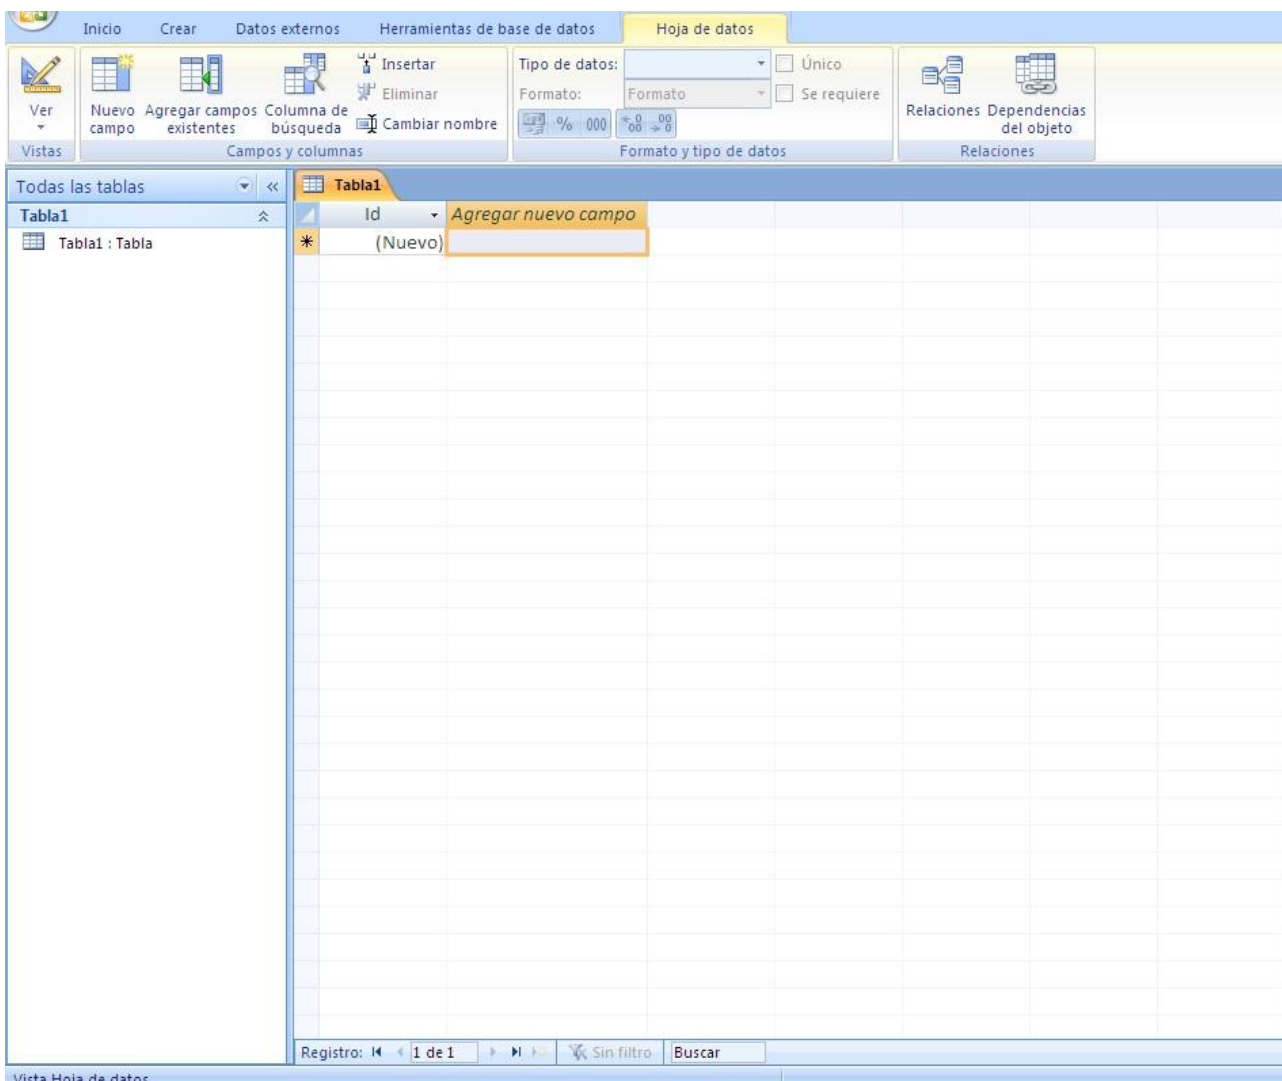 Inicio Crear Datos externos Herramientas de base de datos Hoja de datos
Ver
Nuevo campo
Agregar campos existentes
Columna de búsqueda
Insertar
Eliminar
Cambiar nombre
Tipo de datos:
Formato: Formato
% 000
Único
Se requiere
Relaciones
Dependencias del objeto
Vistas Campos y columnas Formato y tipo de datos Relaciones
Todas las tablas
Tabla1
Tabla1
Id Agregar nuevo campo
Tabla1 : Tabla
(Nuevo)
Registro: 1 de 1 Sin filtro Buscar
Vista Hoja de datos